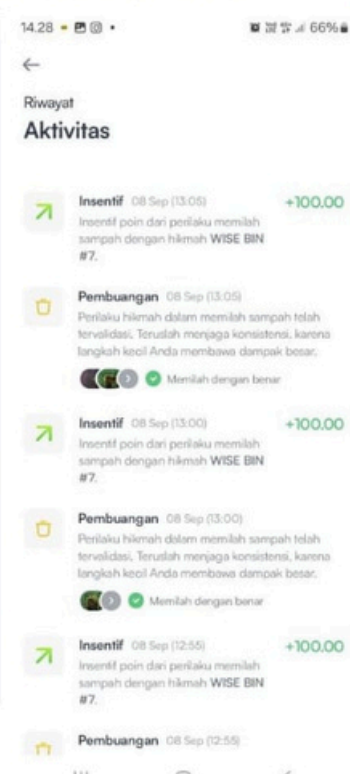 14.28
66%
Riwayat
Aktivitas
Insentif 08 Sep (13:05) +100.00
Insentif poin dari perilaku memilah
sampah dengan hikmah WISE BIN
#7.
Pembuangan 08 Sep (13:05)
Perilaku hikmah dalam memilah sampah telah
tervalidasi. Teruslah menjaga konsistensi, karena
langkah kecil Anda membawa dampak besar.
Memilah dengan benar
Insentif 08 Sep (13:00) +100.00
Insentif poin dari perilaku memilah
sampah dengan hikmah WISE BIN
#7.
Pembuangan 08 Sep (13:00)
Perilaku hikmah dalam memilah sampah telah
tervalidasi. Teruslah menjaga konsistensi, karena
langkah kecil Anda membawa dampak besar.
Memilah dengan benar
Insentif 08 Sep (12:55) +100.00
Insentif poin dari perilaku memilah
sampah dengan hikmah WISE BIN
#7.
Pembuangan 08 Sep (12:55)